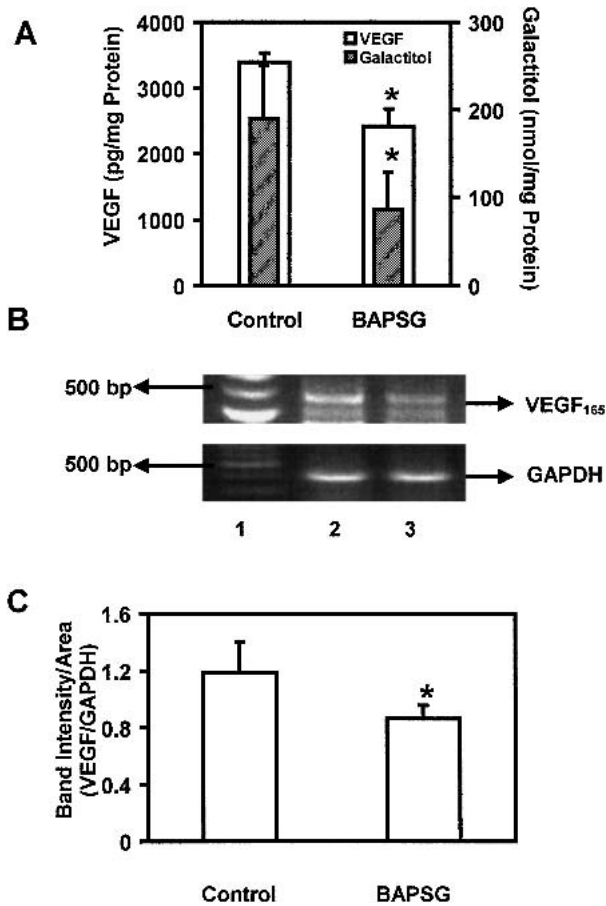 A
VEGF (pg/mg Protein)
4000
3000
2000
1000
0
VEGF
Galactitol
*
*
300
200
100
0
Galactitol (nmol/mg Protein)
Control BAPSG
B
500 bp
VEGF165
500 bp
GAPDH
1 2 3
C
Band Intensity/Area
(VEGF/GAPDH)
1.6
1.2
0.8
0.4
0
*
Control BAPSG